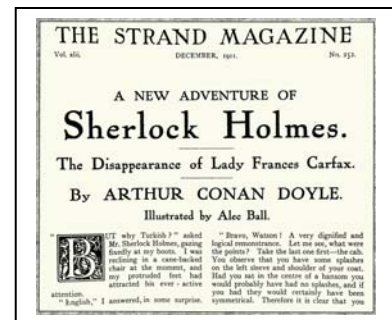 THE STRAND MAGAZINE
Vol. xlii. DECEMBER, 1911. No. 252.
A NEW ADVENTURE OF
Sherlock Holmes.
The Disappearance of Lady Frances Carfax.
By ARTHUR CONAN DOYLE.
Illustrated by Alec Ball.
"BUT why Turkish?" asked
Mr. Sherlock Holmes, gazing
fixedly at my boots. I was
reclining in a cane-backed
chair at the moment, and
my protruded feet had
attracted his ever-active
attention.
"English," I answered, in some surprise.
"Bravo, Watson! A very dignified and
logical remonstrance. Let me see, what were
the points? Take the last one first—the cab.
You observe that you have some splashes
on the left sleeve and shoulder of your coat.
Had you sat in the centre of a hansom you
would probably have had no splashes, and if
you had they would certainly have been
symmetrical. Therefore it is clear that you